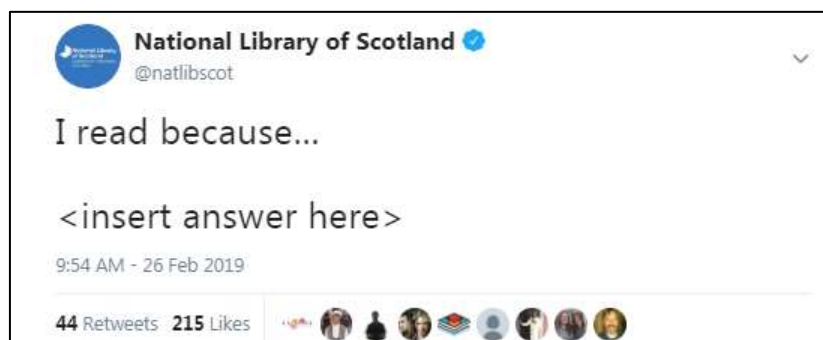 National Library of Scotland
@natlibscot
I read because...
<insert answer here>
9:54 AM - 26 Feb 2019
44 Retweets 215 Likes